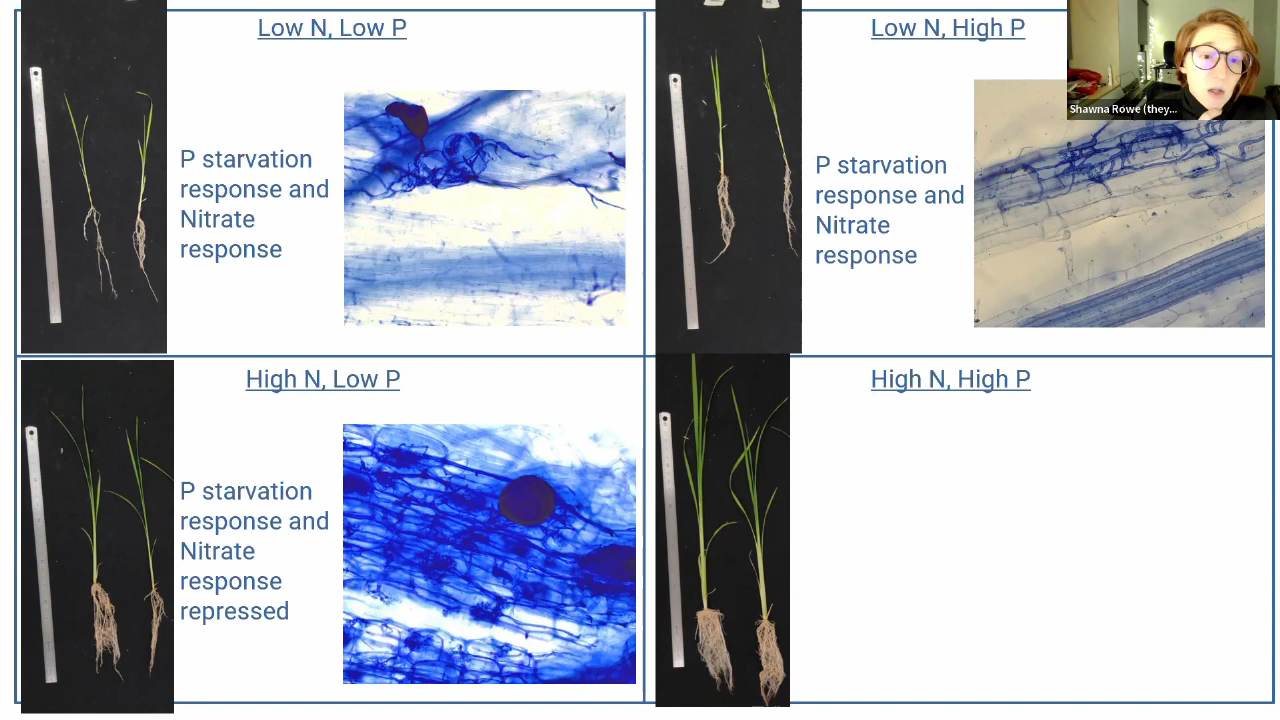 Low N, Low P
P starvation
response and
Nitrate
response
Low N, High P
P starvation
response and
Nitrate
response
Shawna Rowe (they...
High N, Low P
P starvation
response and
Nitrate
response
repressed
High N, High P